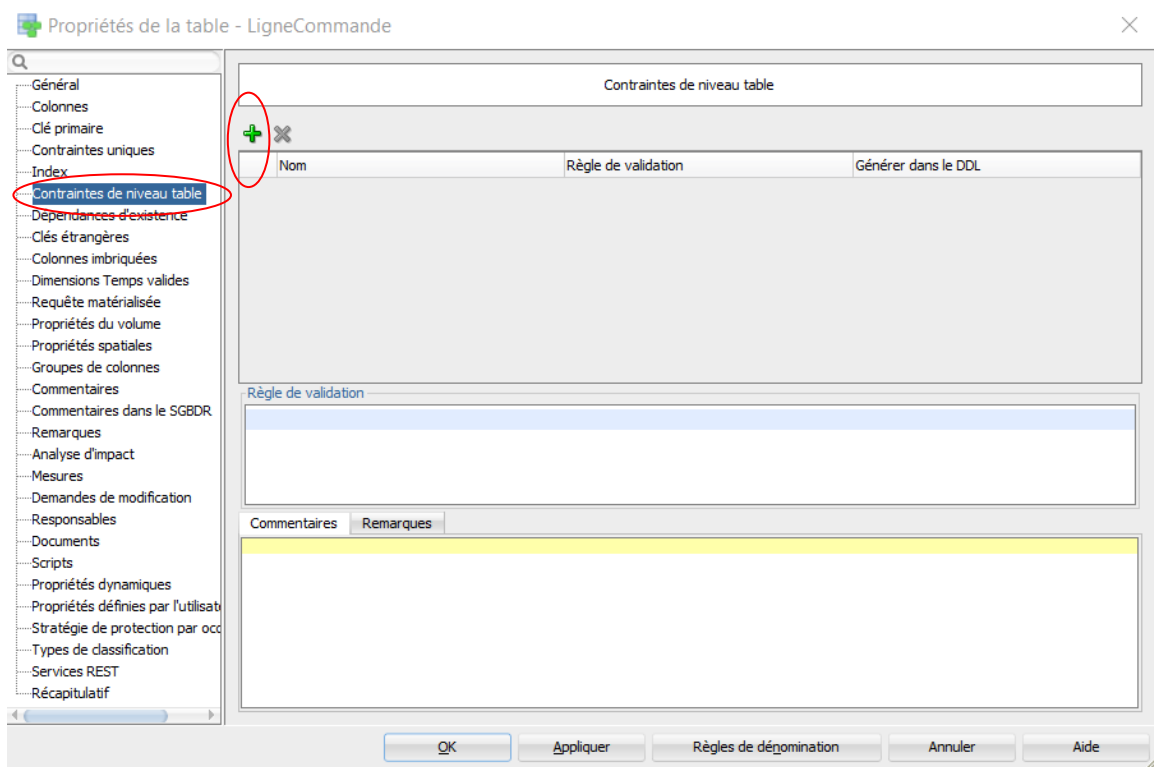 Propriétés de la table - LigneCommande
Général
Colonnes
Clé primaire
Contraintes uniques
Index
Contraintes de niveau table
Dépendances d'existence
Clés étrangères
Colonnes imbriquées
Dimensions Temps valides
Requête matérialisée
Propriétés du volume
Propriétés spatiales
Groupes de colonnes
Commentaires
Commentaires dans le SGBDR
Remarques
Analyse d'impact
Mesures
Demandes de modification
Responsables
Documents
Scripts
Propriétés dynamiques
Propriétés définies par l'utilisat
Stratégie de protection par occ
Types de classification
Services REST
Récapitulatif
Contraintes de niveau table
Nom Règle de validation Générer dans le DDL
Règle de validation
Commentaires Remarques
OK Appliquer Règles de dénomination Annuler Aide